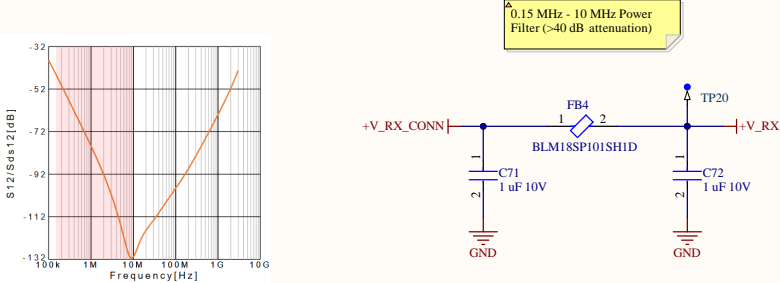 0.15 MHz - 10 MHz Power
Filter (>40 dB attenuation)
-32
-52
-72
-92
-112
-132
S12/Sds12[dB]
100k 1M 10M 100M 1G 10G
Frequency[Hz]
TP20
FB4
+V_RX_CONN
1
2
+V_RX
BLM18SP101SH1D
1
C71
1 uF 10V
2
GND
1
C72
1 uF 10V
2
GND